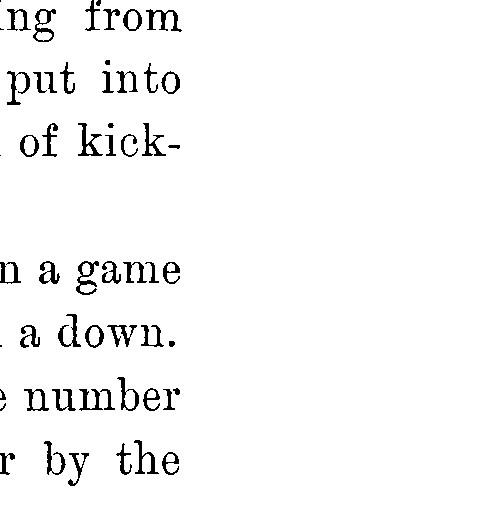 ing from
put into
of kick-
n a game
a down.
e number
r by the